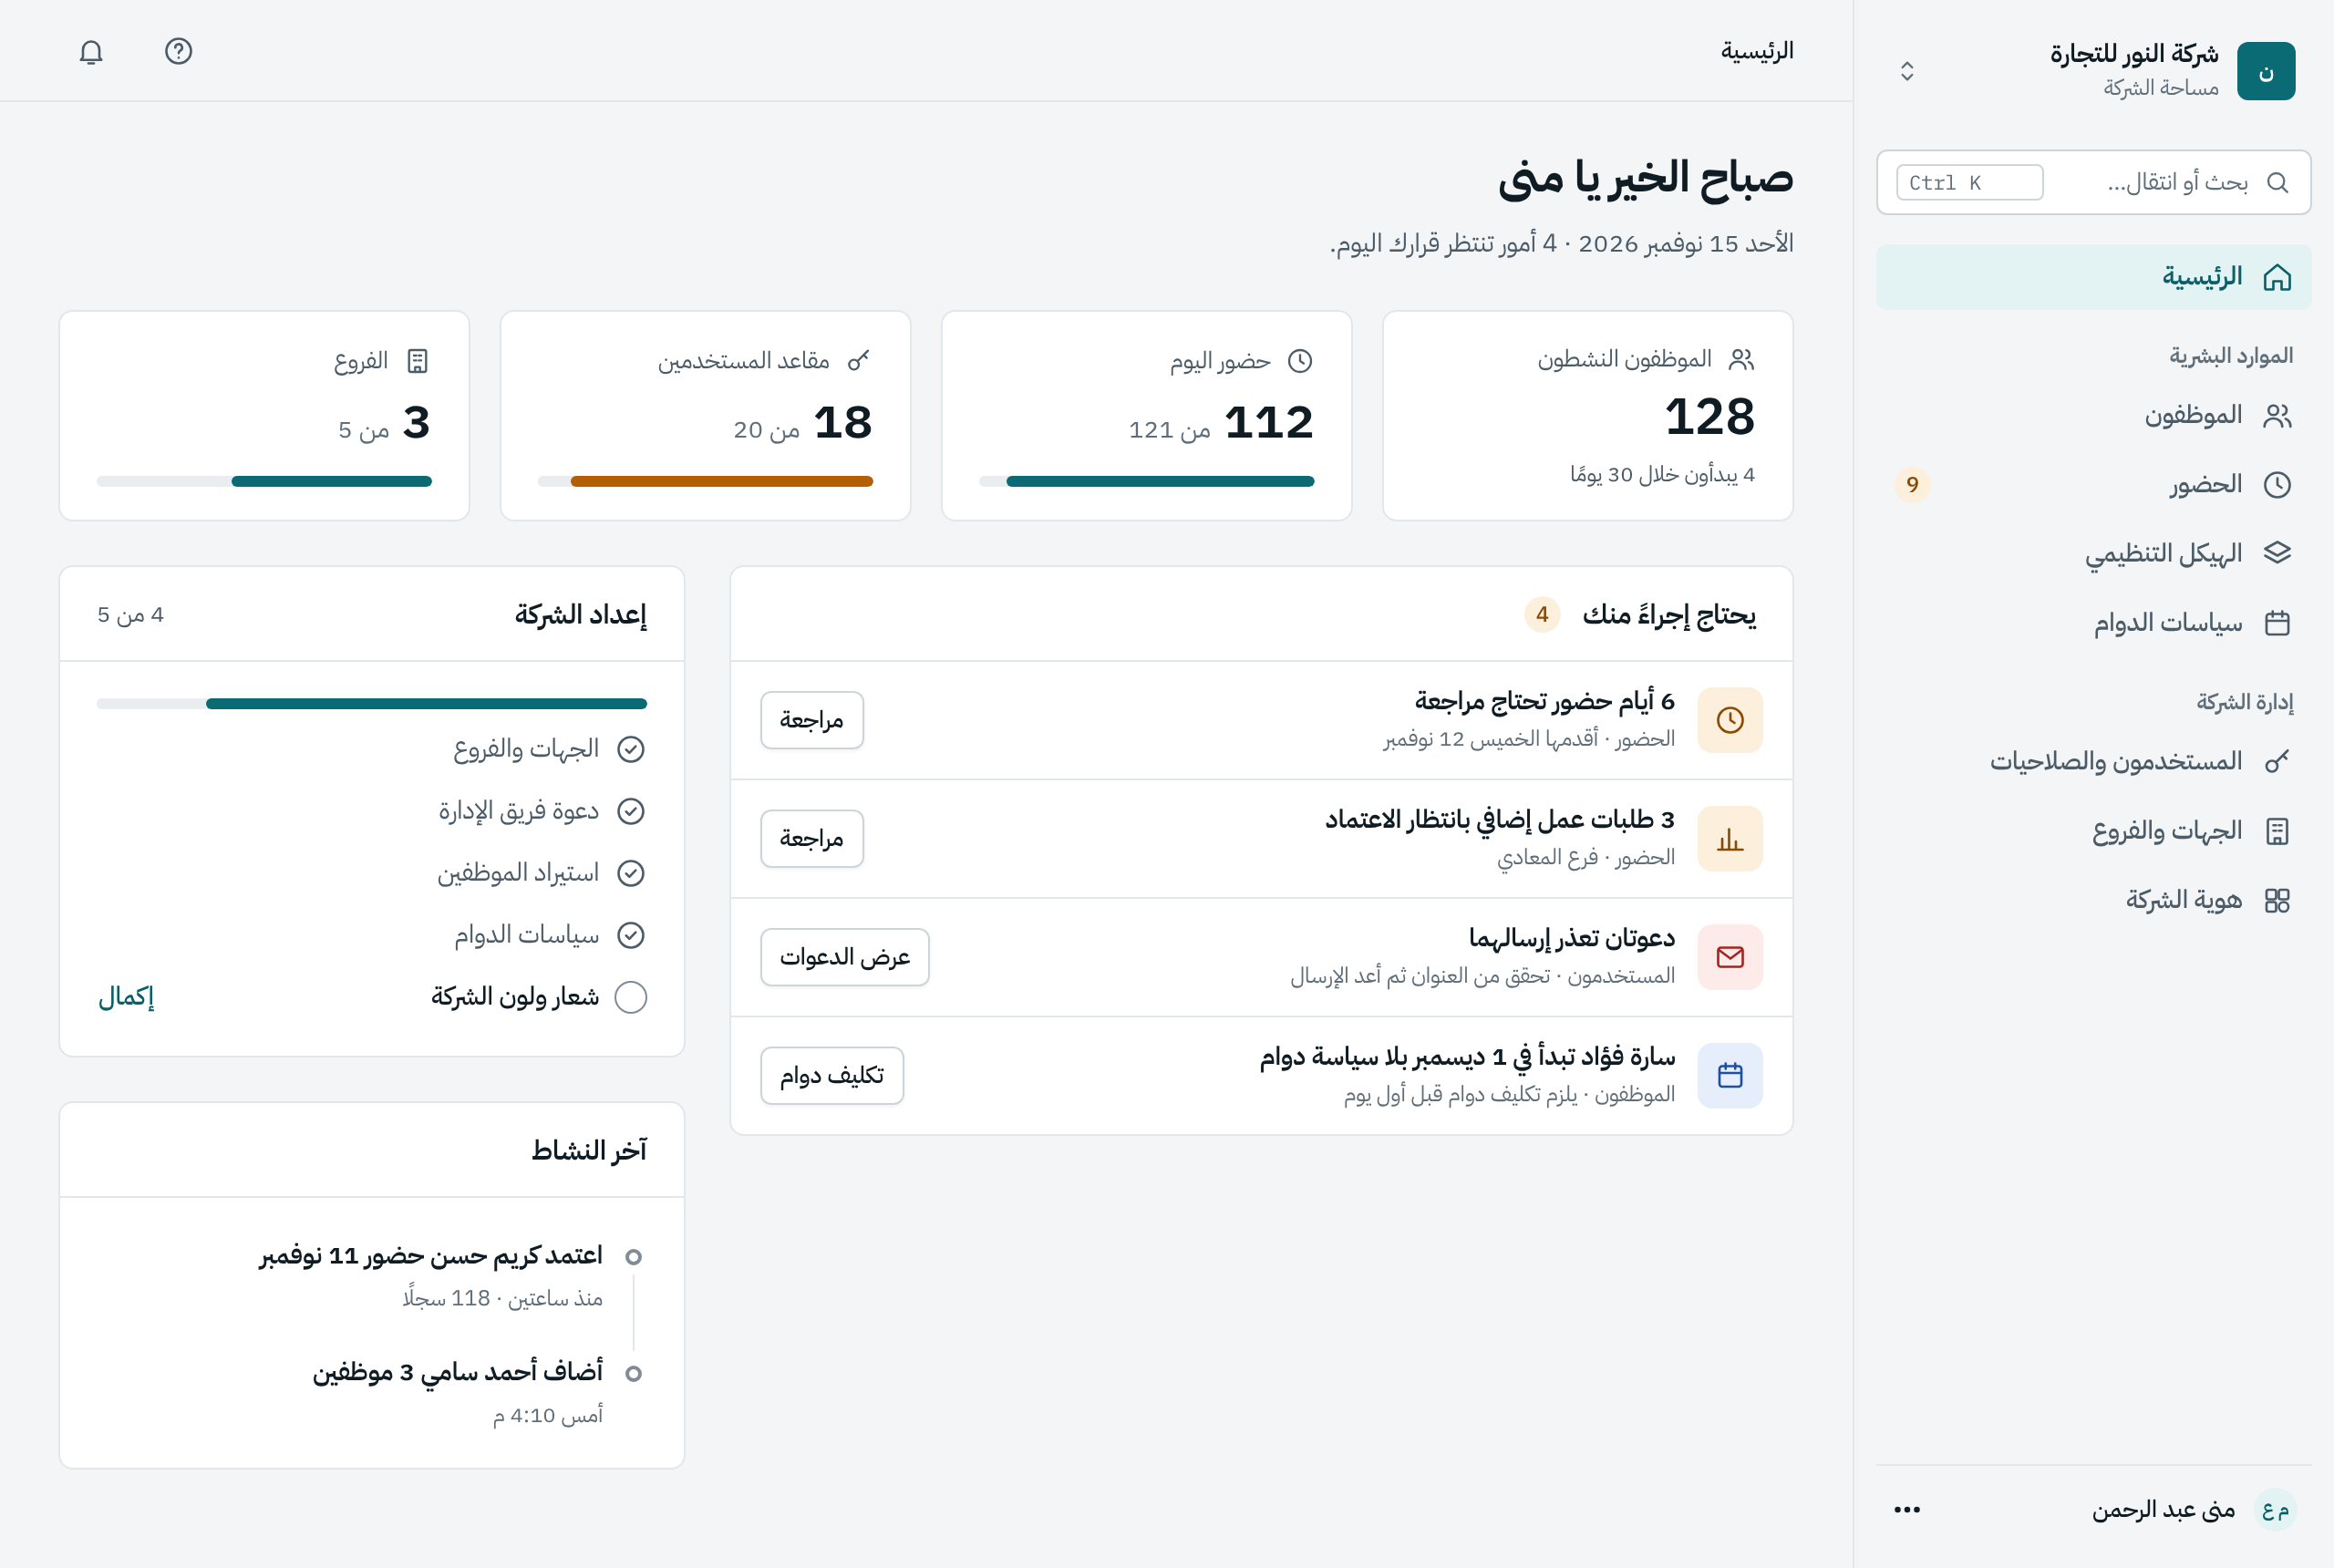 ن
شركة النور للتجارة
مساحة الشركة
بحث أو انتقال...
Ctrl K
الرئيسية
الموارد البشرية
الموظفون
الحضور
9
الهيكل التنظيمي
سياسات الدوام
إدارة الشركة
المستخدمون والصلاحيات
الجهات والفروع
هوية الشركة
م ع
منى عبد الرحمن
الرئيسية
صباح الخير يا منى
الأحد 15 نوفمبر 2026 · 4 أمور تنتظر قرارك اليوم.
الموظفون النشطون
128
4 يبدأون خلال 30 يومًا
حضور اليوم
112 من 121
مقاعد المستخدمين
18 من 20
الفروع
3 من 5
يحتاج إجراءً منك 4
6 أيام حضور تحتاج مراجعة
الحضور · أقدمها الخميس 12 نوفمبر
مراجعة
3 طلبات عمل إضافي بانتظار الاعتماد
الحضور · فرع المعادي
مراجعة
دعوتان تعذر إرسالهما
المستخدمون · تحقق من العنوان ثم أعد الإرسال
عرض الدعوات
سارة فؤاد تبدأ في 1 ديسمبر بلا سياسة دوام
الموظفون · يلزم تكليف دوام قبل أول يوم
تكليف دوام
إعداد الشركة
4 من 5
الجهات والفروع
دعوة فريق الإدارة
استيراد الموظفين
سياسات الدوام
شعار ولون الشركة
إكمال
آخر النشاط
اعتمد كريم حسن حضور 11 نوفمبر
منذ ساعتين · 118 سجلًا
أضاف أحمد سامي 3 موظفين
أمس 4:10 م